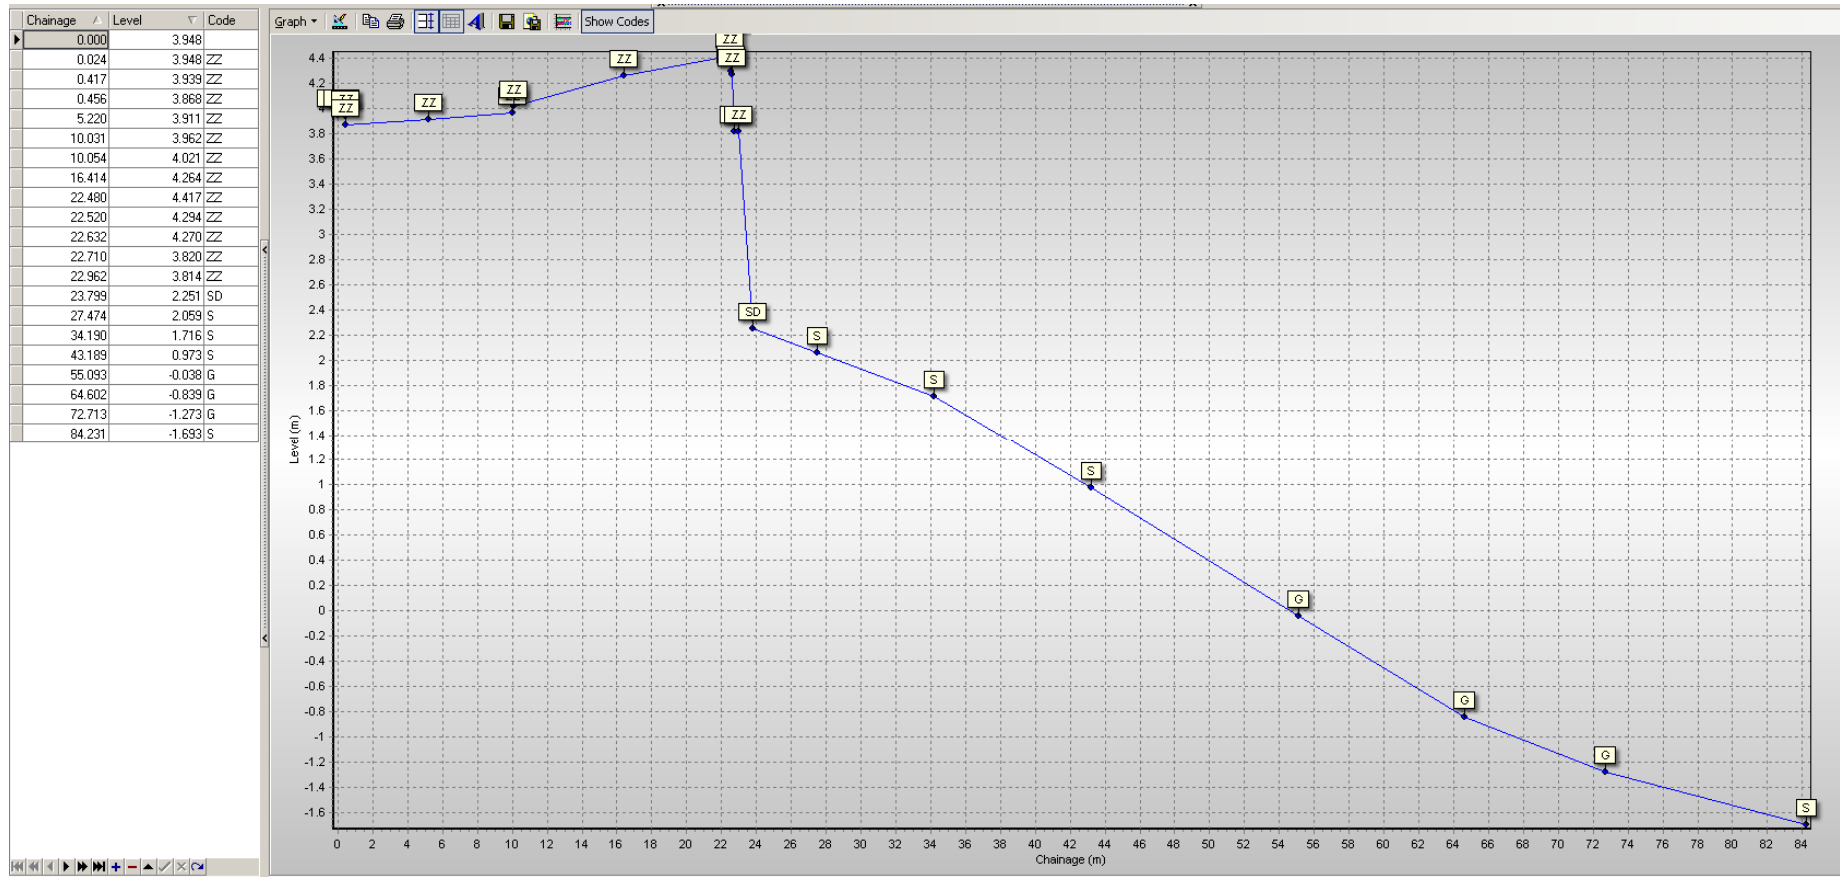 Chainage Level Code
0.000 3.948
0.024 3.948 ZZ
0.417 3.939 ZZ
0.456 3.868 ZZ
5.220 3.911 ZZ
10.031 3.962 ZZ
10.054 4.021 ZZ
16.414 4.264 ZZ
22.480 4.417 ZZ
22.520 4.294 ZZ
22.632 4.270 ZZ
22.710 3.820 ZZ
22.962 3.814 ZZ
23.799 2.251 SD
27.474 2.059 S
34.190 1.716 S
43.189 0.973 S
55.093 -0.038 G
64.602 -0.839 G
72.713 -1.273 G
84.231 -1.693 S
Graph Show Codes
ZZ
ZZ
ZZ
ZZ
ZZ
ZZ
ZZ
ZZ
SD
S
S
S
G
G
G
S
4.4
4.2
3.8
3.6
3.4
3.2
3
2.8
2.6
2.4
2.2
2
1.8
1.6
1.4
1.2
1
0.8
0.6
0.4
0.2
0
-0.2
-0.4
-0.6
-0.8
-1
-1.2
-1.4
-1.6
Level (m)
0 2 4 6 8 10 12 14 16 18 20 22 24 26 28 30 32 34 36 38 40 42 44 46 48 50 52 54 56 58 60 62 64 66 68 70 72 74 76 78 80 82 84
Chainage (m)